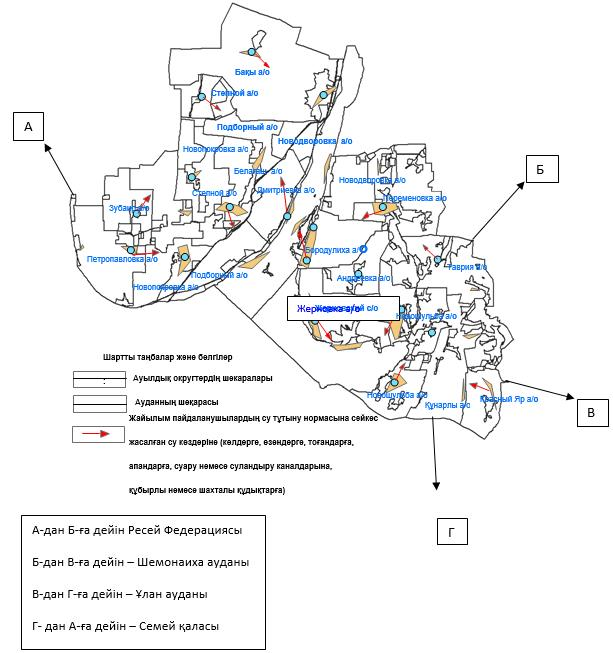 Бақы а/о
Степной а/о
А
Подборный а/о
Новодворовка а/о
Новопокровка а/о
Б
Белағаш а/о
Новодворовка а/о
Степной а/о
Дмитриевка а/о
Переменовка а/о
Зубаир а/о
Бородулиха а/о
Петропавловка а/о
Таврия а/о
Подборный а/о
Андреевка а/о
Новопокровка а/о
Жерновка а/о
Новошульба а/о
Шартты таңбалар және белгілер
Ауылдық округтердің шекаралары
Ауданның шекарасы
Новошульба а/о
Красный Яр а/о
Құнарлы а/о
В
Жайылым пайдаланушылардың су тұтыну нормасына сәйкес
жасалған су көздеріне (көлдерге, өзендерге, тоғандарға,
апандарға, суару немесе суландыру каналдарына,
құбырлы немесе шахталы құдықтарға)
Г
А-дан Б-ға дейін Ресей Федерациясы
Б-дан В-ға дейін – Шемонаиха ауданы
В-дан Г-ға дейін – Ұлан ауданы
Г- дан А-ға дейін – Семей қаласы